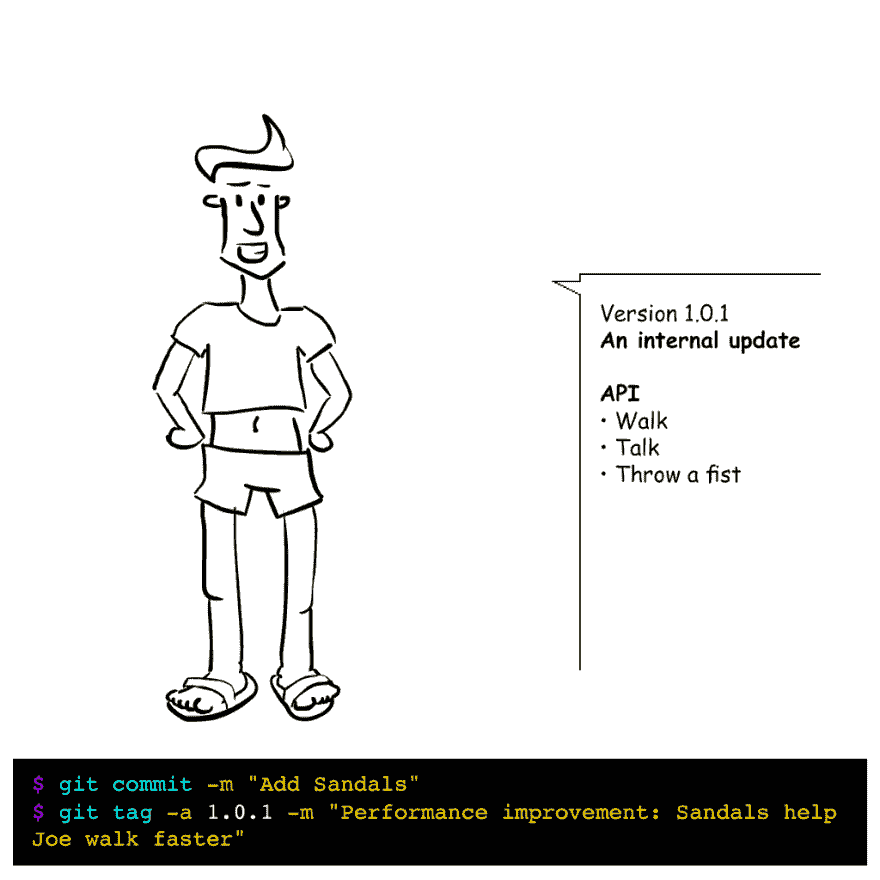 Version 1.0.1
An internal update
API
• Walk
• Talk
• Throw a fist
$ git commit -m "Add Sandals"
$ git tag -a 1.0.1 -m "Performance improvement: Sandals help
Joe walk faster"